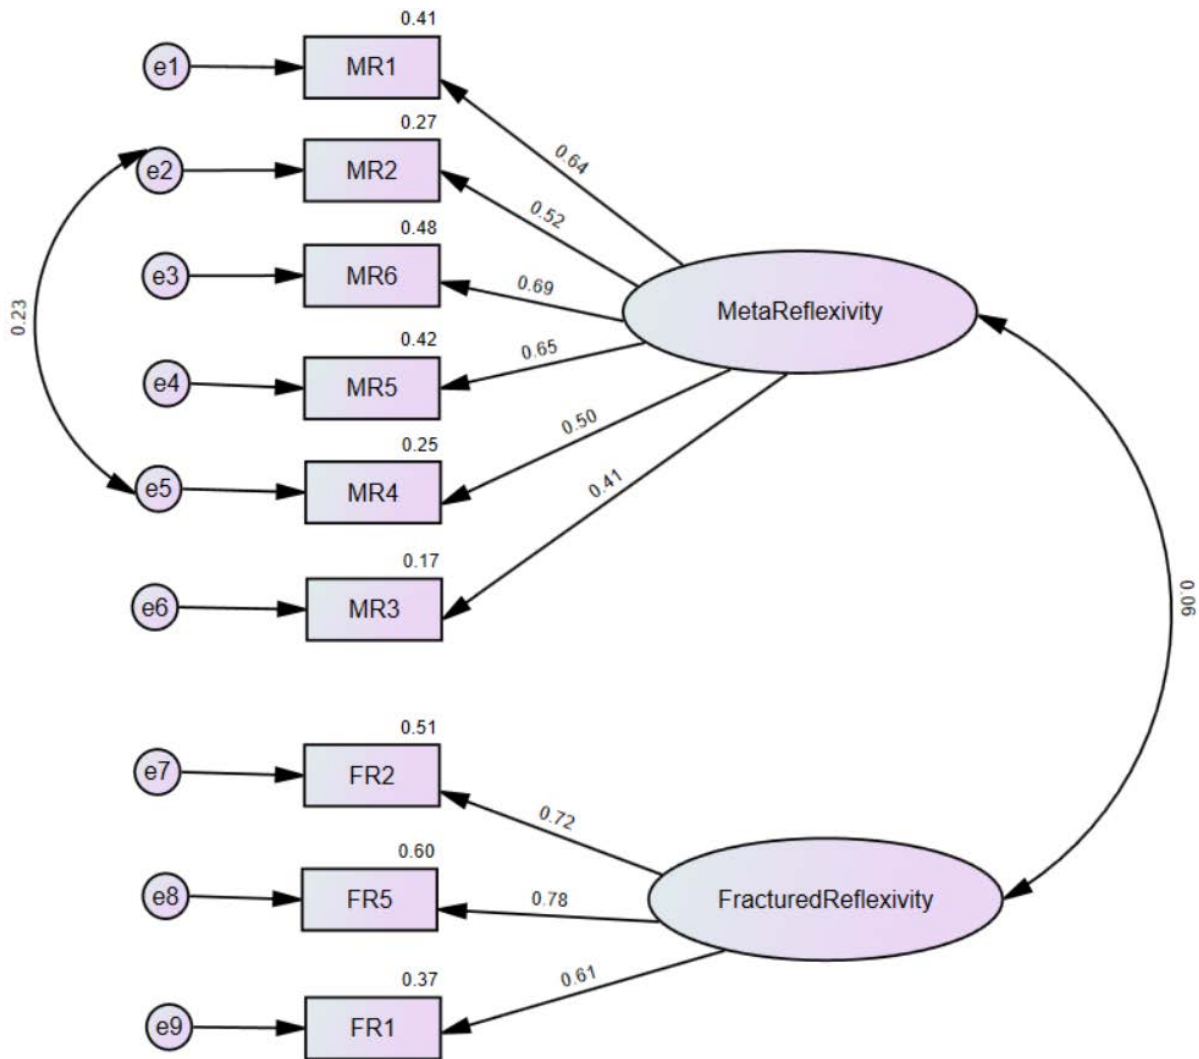 0.41
e1
MR1
0.64
0.27
e2
MR2
0.52
0.48
e3
MR6
0.69
MetaReflexivity
0.23
0.42
e4
MR5
0.65
0.25
e5
MR4
0.50
0.17
e6
MR3
0.41
0.06
0.51
e7
FR2
0.72
0.60
e8
FR5
0.78
FracturedReflexivity
0.37
e9
FR1
0.61